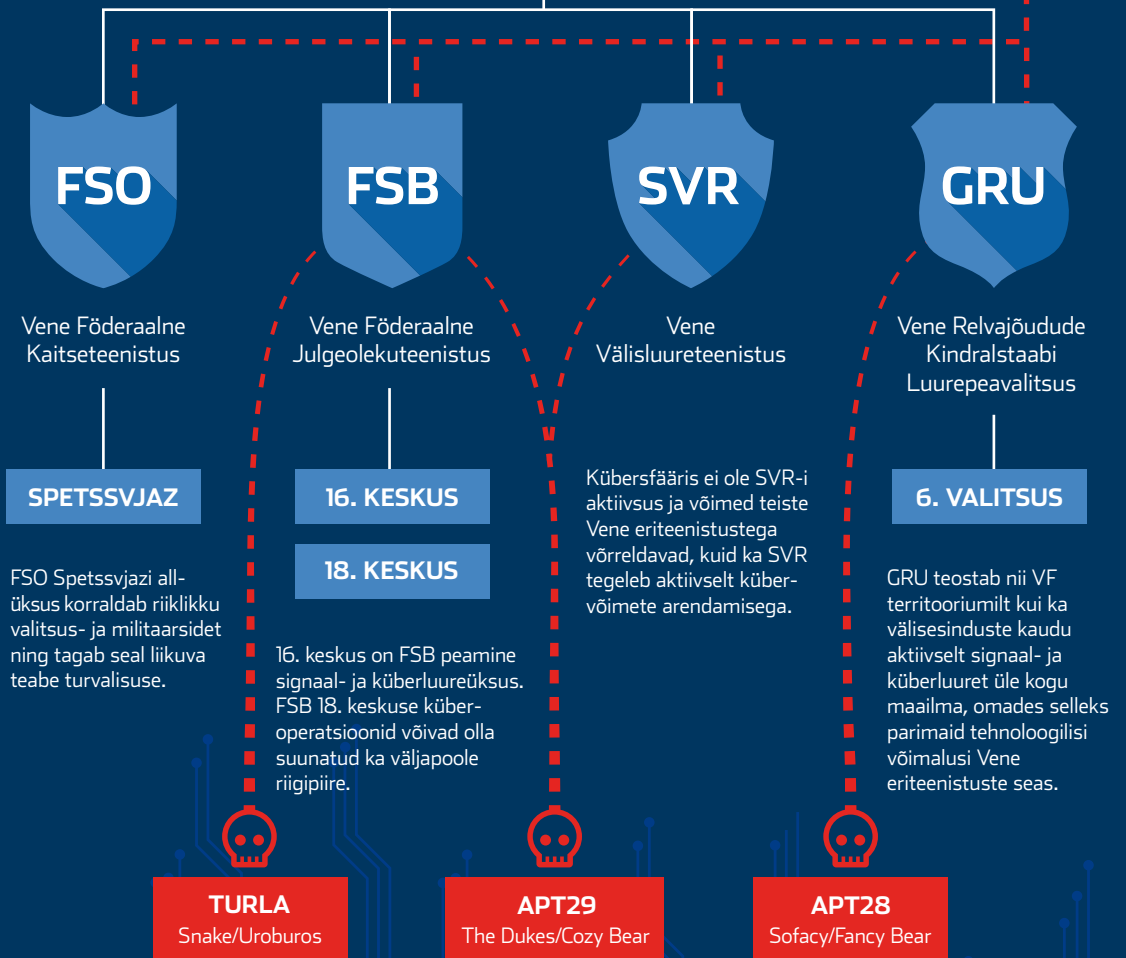 FSO
FSB
SVR
GRU
Vene Föderaalne
Kaitseteenistus
Vene Föderaalne
Julgeolekuteenistus
Vene
Välisluureteenistus
Vene Relvajõudude
Kindralstaabi
Luurepeavalitsus
SPETSSVJAZ
FSO Spetssvjazi all-
üksus korraldab riiklikku
valitsus- ja militaarsidet
ning tagab seal liikuva
teabe turvalisuse.
16. KESKUS
18. KESKUS
16. keskus on FSB peamine
signaal- ja küberluureüksus.
FSB 18. keskuse küber-
operatsioonid võivad olla
suunatud ka väljapoole
riigipiire.
Kübersfääris ei ole SVR-i
aktiivsus ja võimed teiste
Vene eriteenistustega
võrreldavad, kuid ka SVR
tegeleb aktiivselt küber-
võimete arendamisega.
6. VALITSUS
GRU teostab nii VF
territooriumilt kui ka
välisesinduste kaudu
aktiivselt signaal- ja
küberluuret üle kogu
maailma, omades selleks
parimaid tehnoloogilisi
võimalusi Vene
eriteenistuste seas.
TURLA
Snake/Uroburos
APT29
The Dukes/Cozy Bear
APT28
Sofacy/Fancy Bear